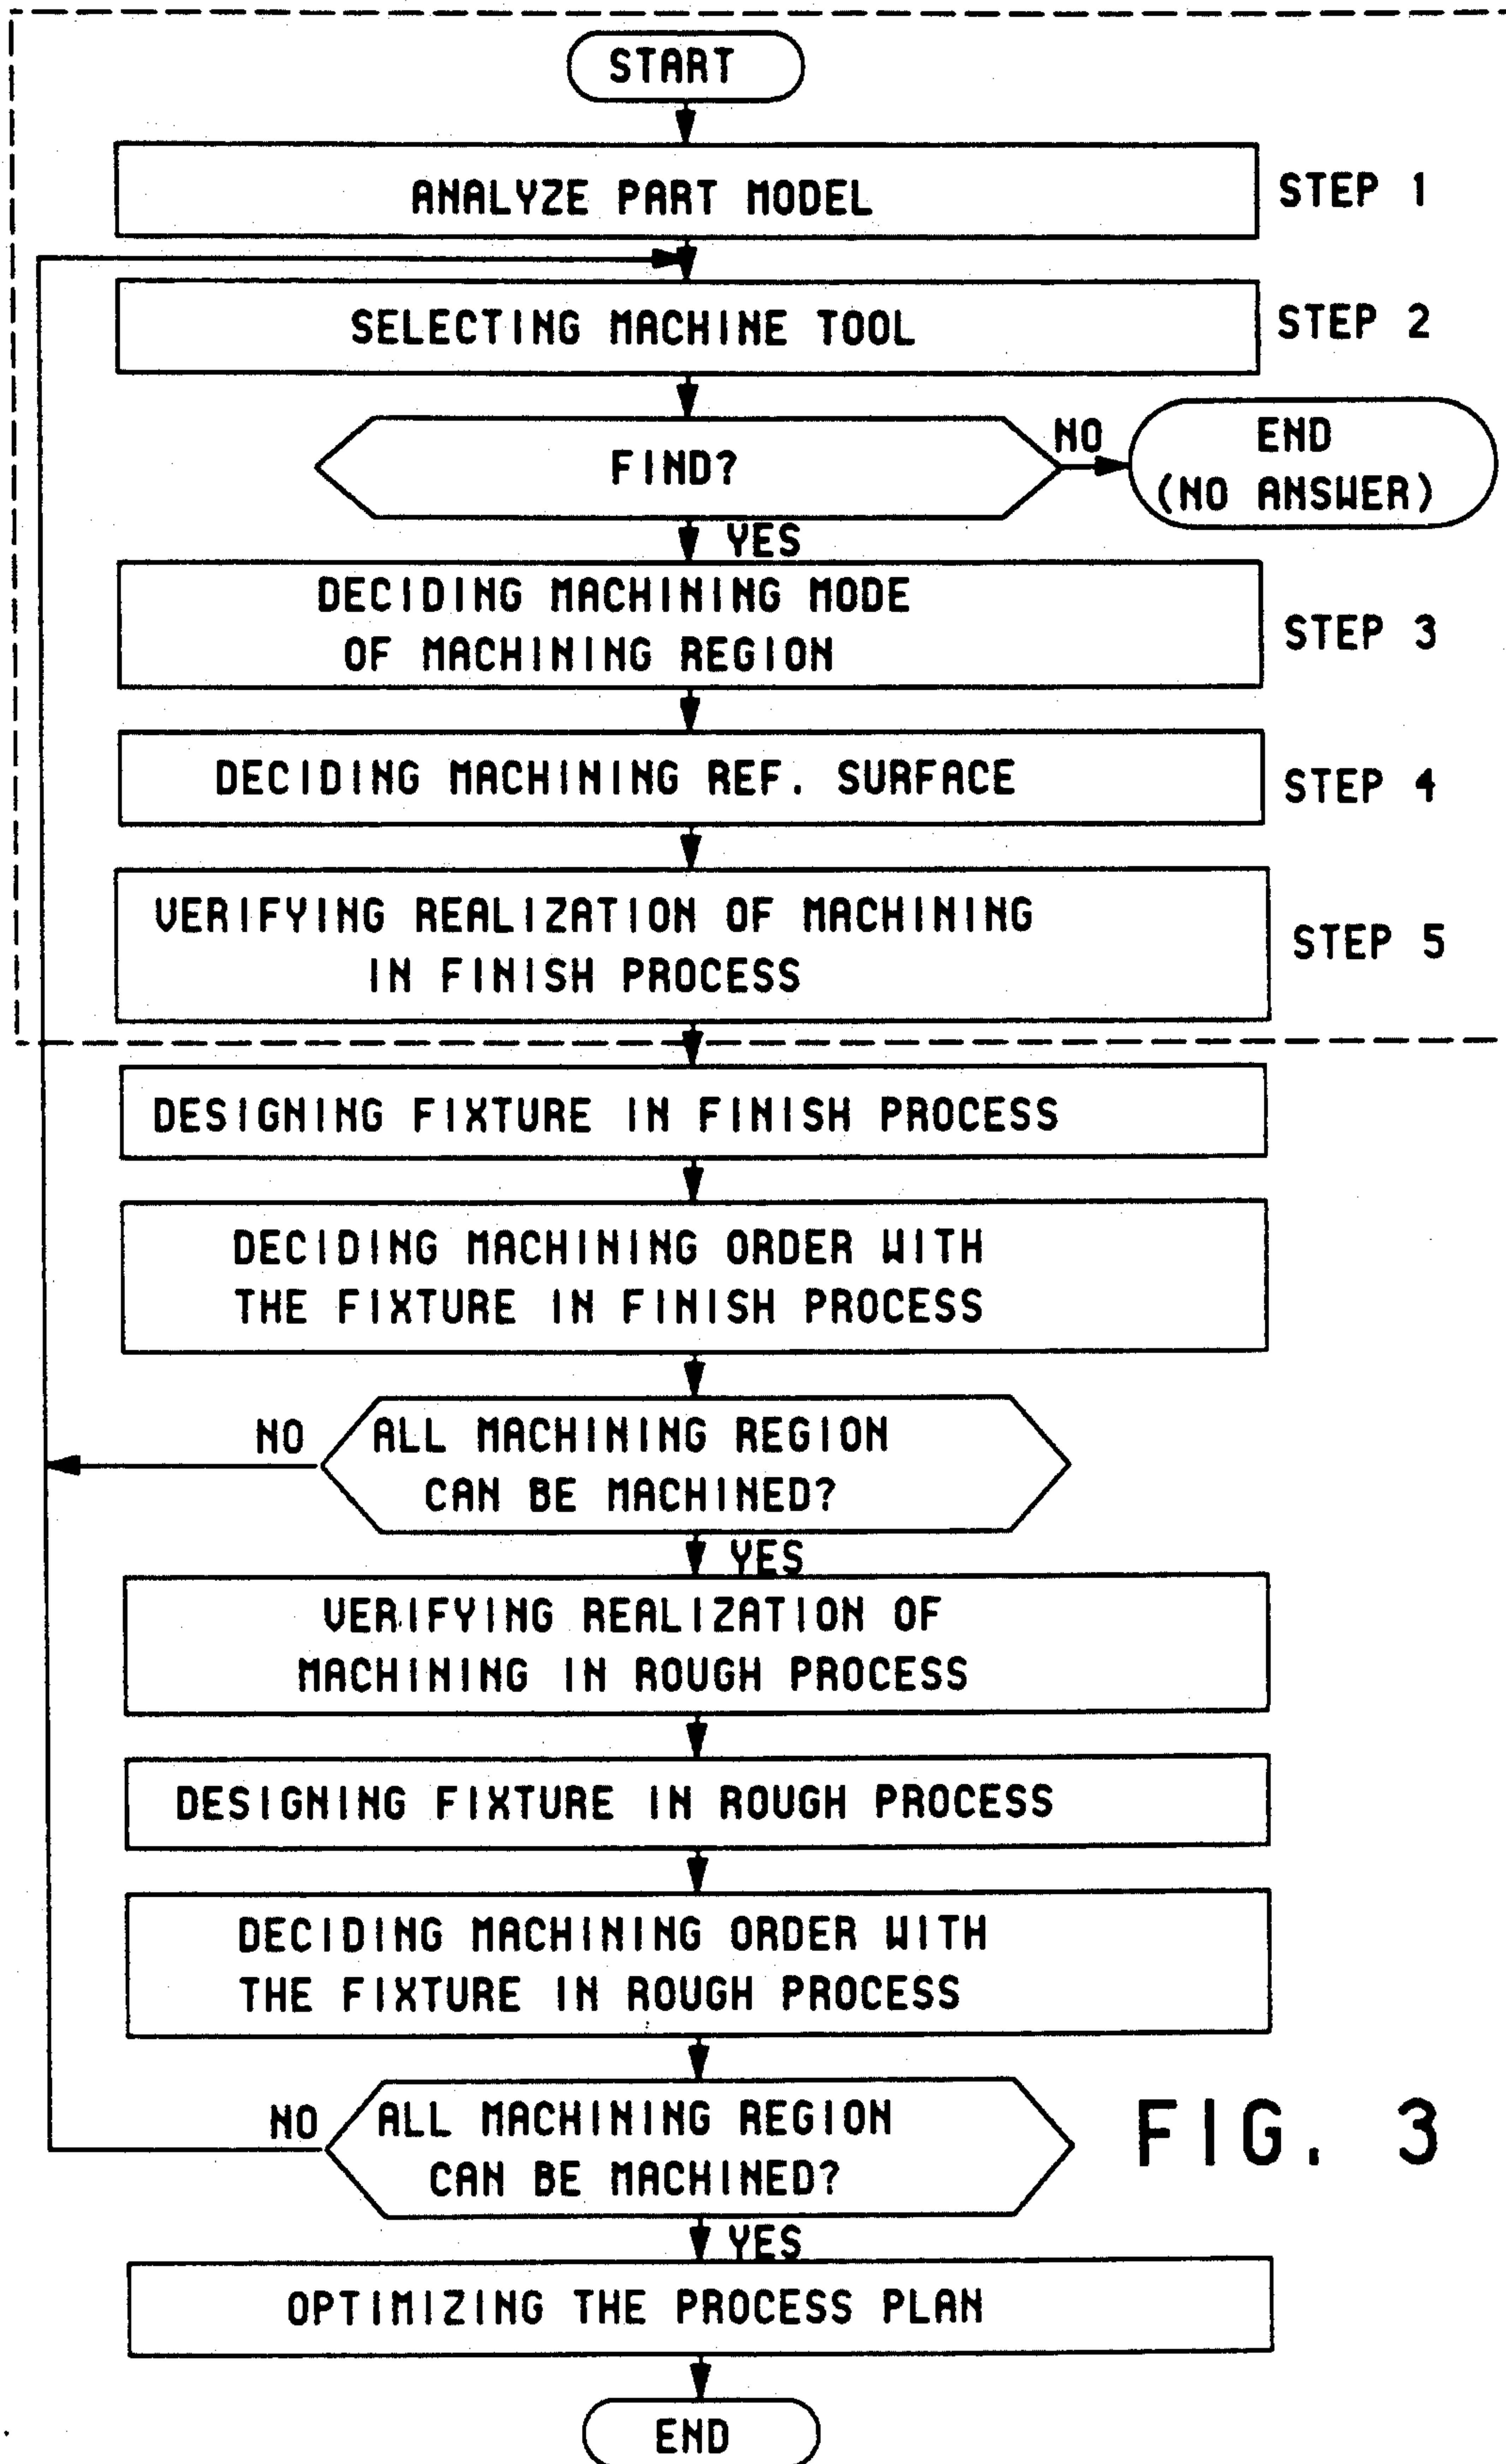 START
ANALYZE PART MODEL
STEP 1
SELECTING MACHINE TOOL
STEP 2
FIND?
NO
END
(NO ANSWER)
YES
DECIDING MACHINING MODE
OF MACHINING REGION
STEP 3
DECIDING MACHINING REF. SURFACE
STEP 4
VERIFYING REALIZATION OF MACHINING
IN FINISH PROCESS
STEP 5
DESIGNING FIXTURE IN FINISH PROCESS
DECIDING MACHINING ORDER WITH
THE FIXTURE IN FINISH PROCESS
NO
ALL MACHINING REGION
CAN BE MACHINED?
YES
VERIFYING REALIZATION OF
MACHINING IN ROUGH PROCESS
DESIGNING FIXTURE IN ROUGH PROCESS
DECIDING MACHINING ORDER WITH
THE FIXTURE IN ROUGH PROCESS
NO
ALL MACHINING REGION
CAN BE MACHINED?
FIG. 3
YES
OPTIMIZING THE PROCESS PLAN
END